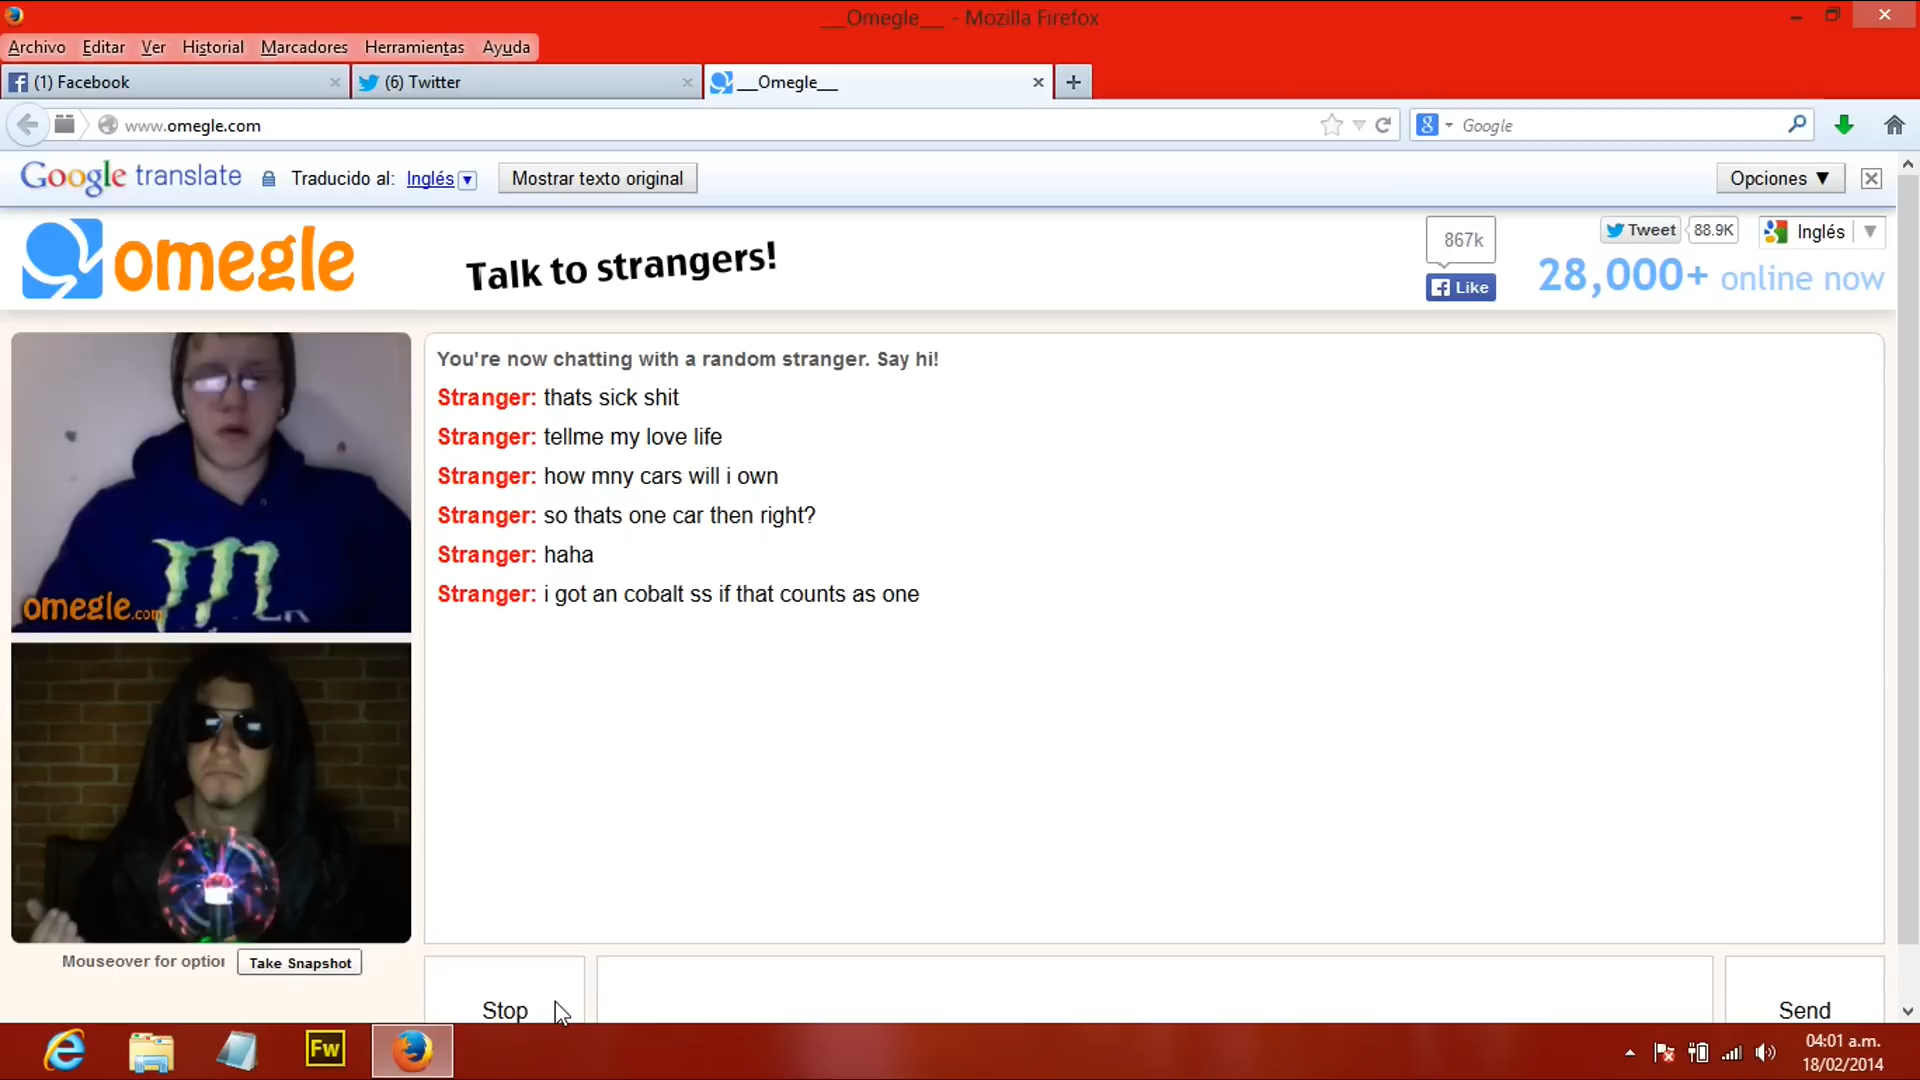 __Omegle__ - Mozilla Firefox
Archivo Editar Ver Historial Marcadores Herramientas Ayuda
(1) Facebook
(6) Twitter
__Omegle__
www.omegle.com
Google
Google translate Traducido al: Inglés Mostrar texto original Opciones ▼
omegle Talk to strangers!
867k
Like
Tweet 88.9K Inglés
28,000+ online now
omegle.com
You're now chatting with a random stranger. Say hi!
Stranger: thats sick shit
Stranger: tellme my love life
Stranger: how mny cars will i own
Stranger: so thats one car then right?
Stranger: haha
Stranger: i got an cobalt ss if that counts as one
Mouseover for optio
Take Snapshot
Stop
Send
Fw
04:01 a.m.
18/02/2014